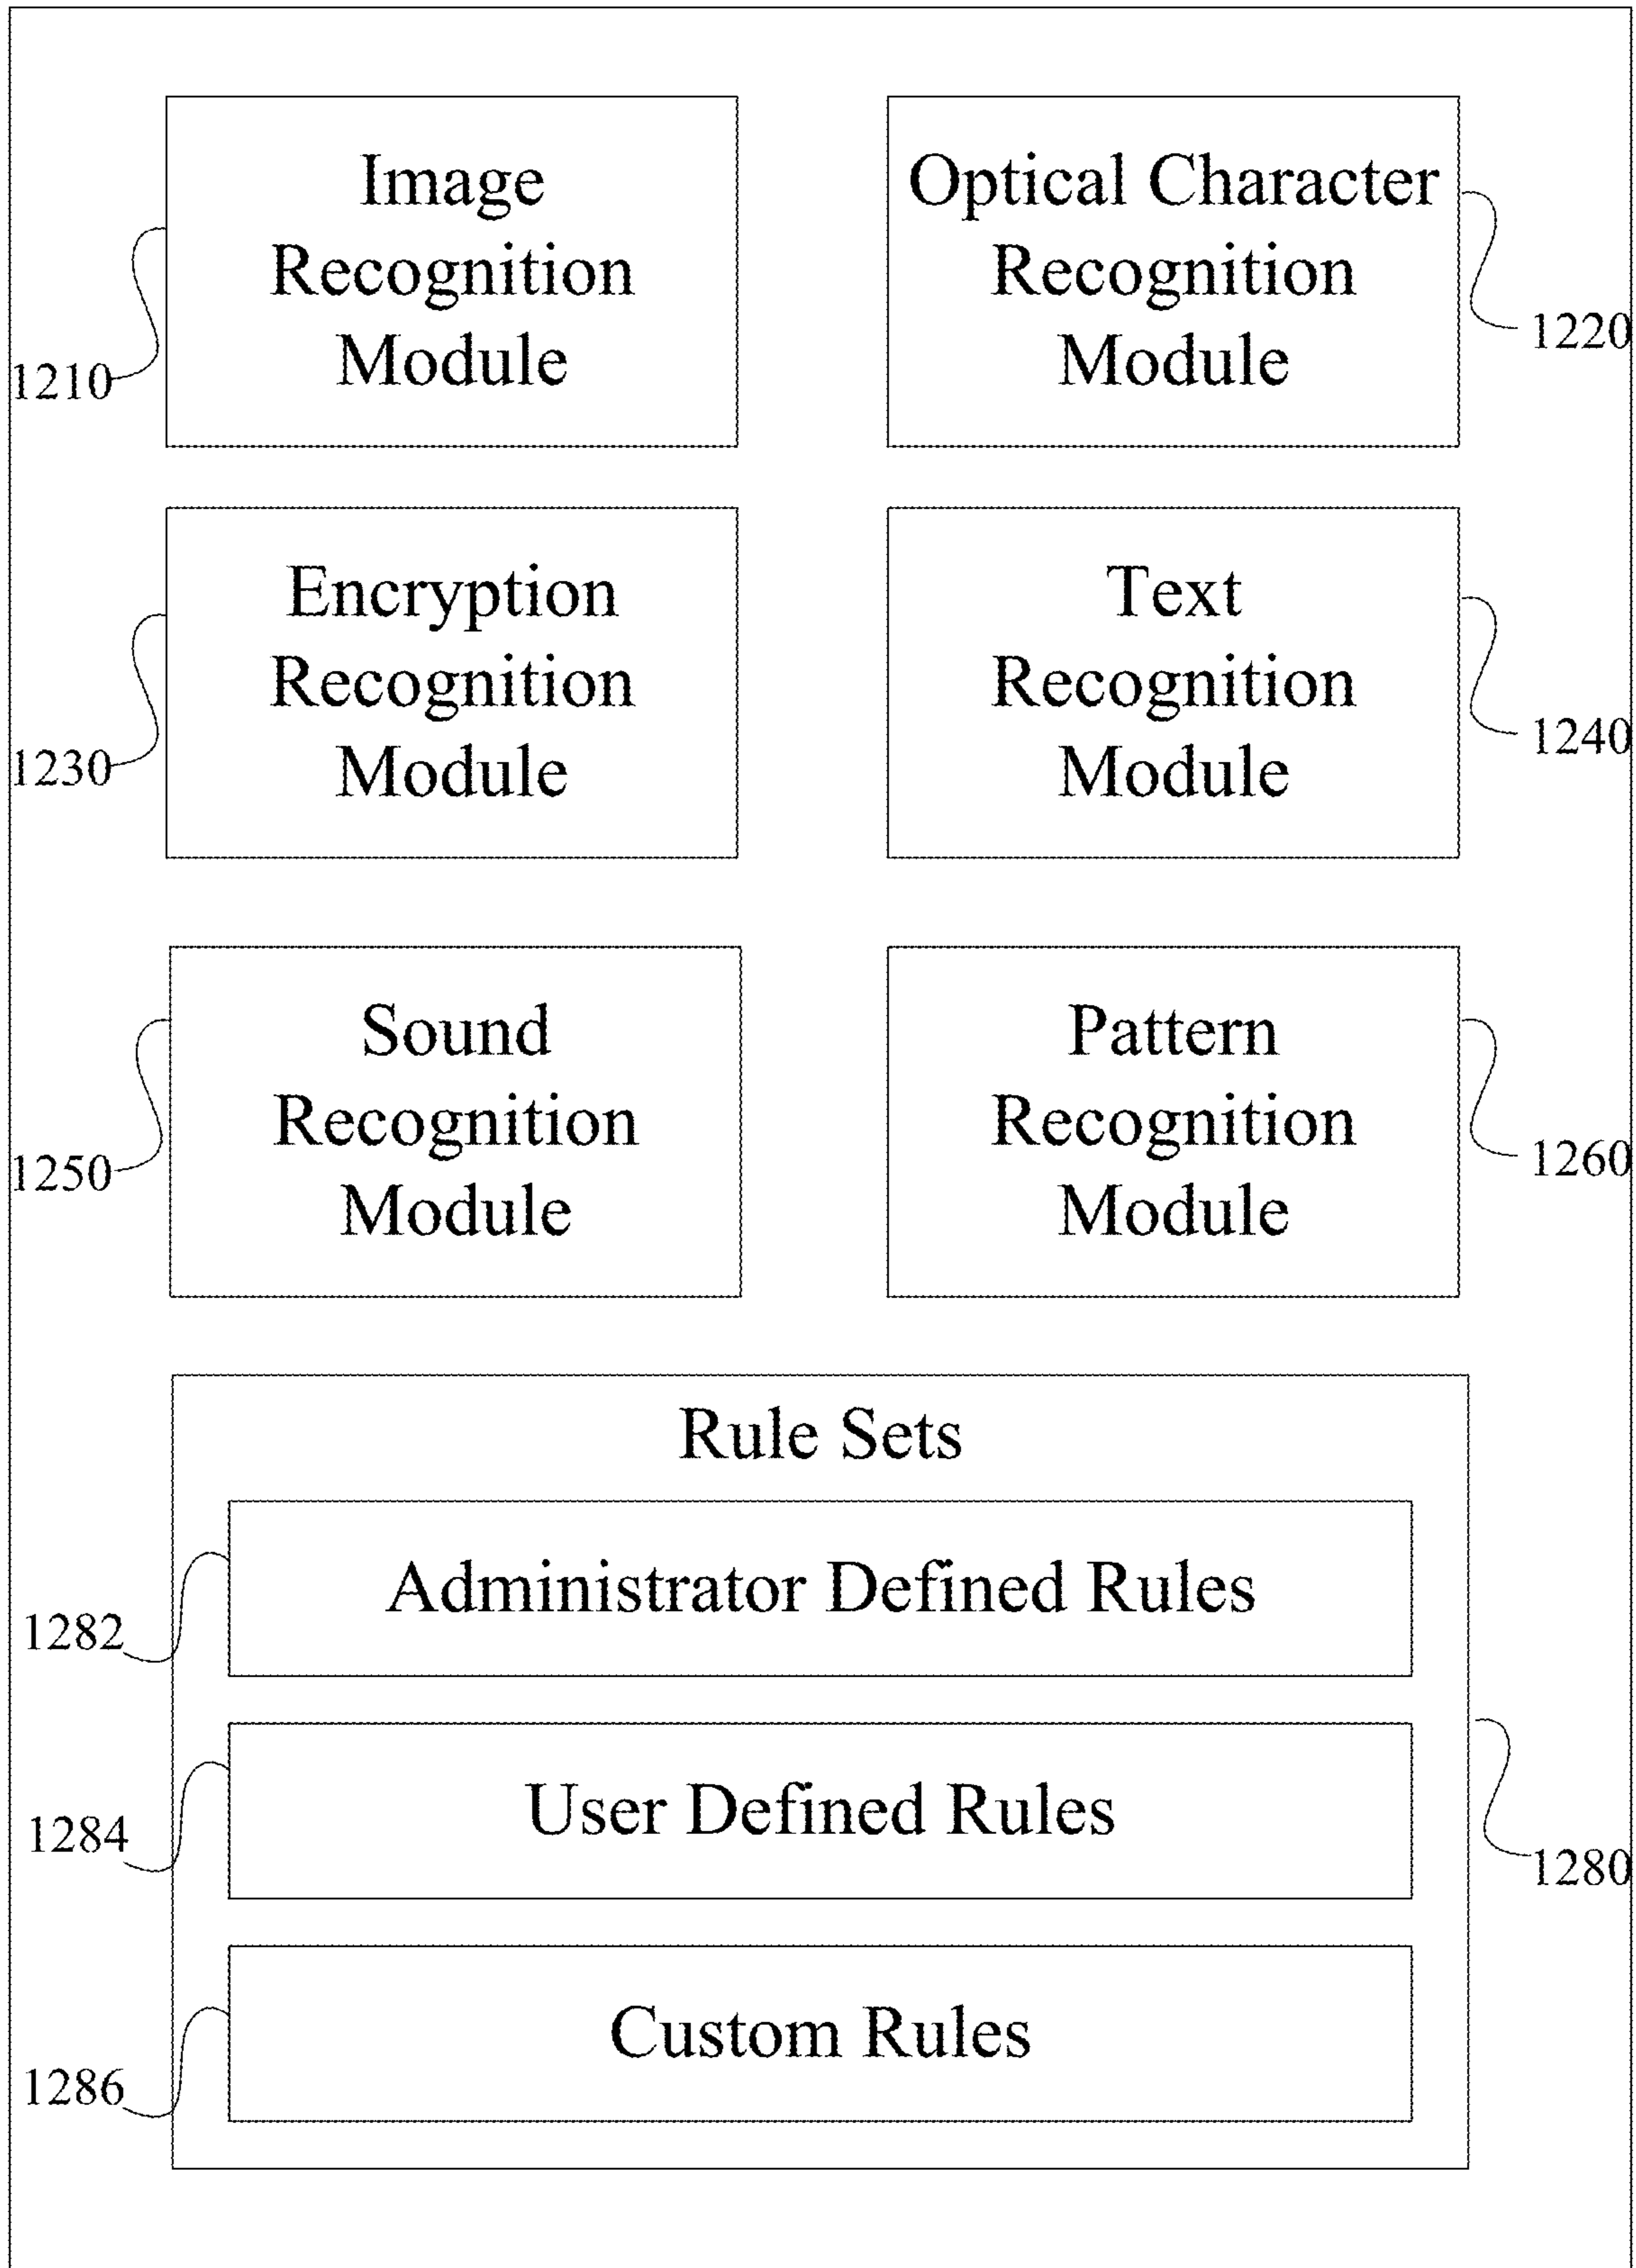 Image
Recognition
Module
1210
Optical Character
Recognition
Module
1220
Encryption
Recognition
Module
1230
Text
Recognition
Module
1240
Sound
Recognition
Module
1250
Pattern
Recognition
Module
1260
Rule Sets
Administrator Defined Rules
1282
User Defined Rules
1284
1280
Custom Rules
1286